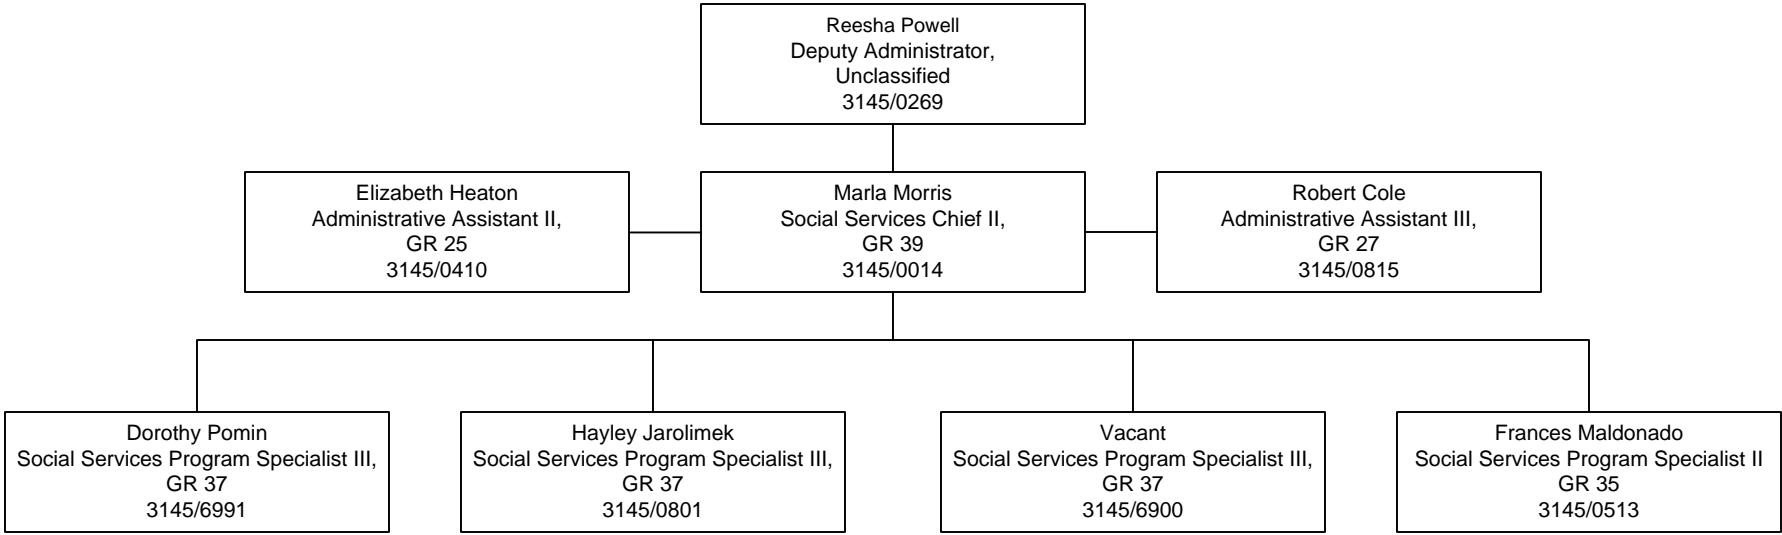 Reesha Powell
Deputy Administrator,
Unclassified
3145/0269
Elizabeth Heaton
Administrative Assistant II,
GR 25
3145/0410
Marla Morris
Social Services Chief II,
GR 39
3145/0014
Robert Cole
Administrative Assistant III,
GR 27
3145/0815
Dorothy Pomin
Social Services Program Specialist III,
GR 37
3145/6991
Hayley Jarolimek
Social Services Program Specialist III,
GR 37
3145/0801
Vacant
Social Services Program Specialist III,
GR 37
3145/6900
Frances Maldonado
Social Services Program Specialist II
GR 35
3145/0513